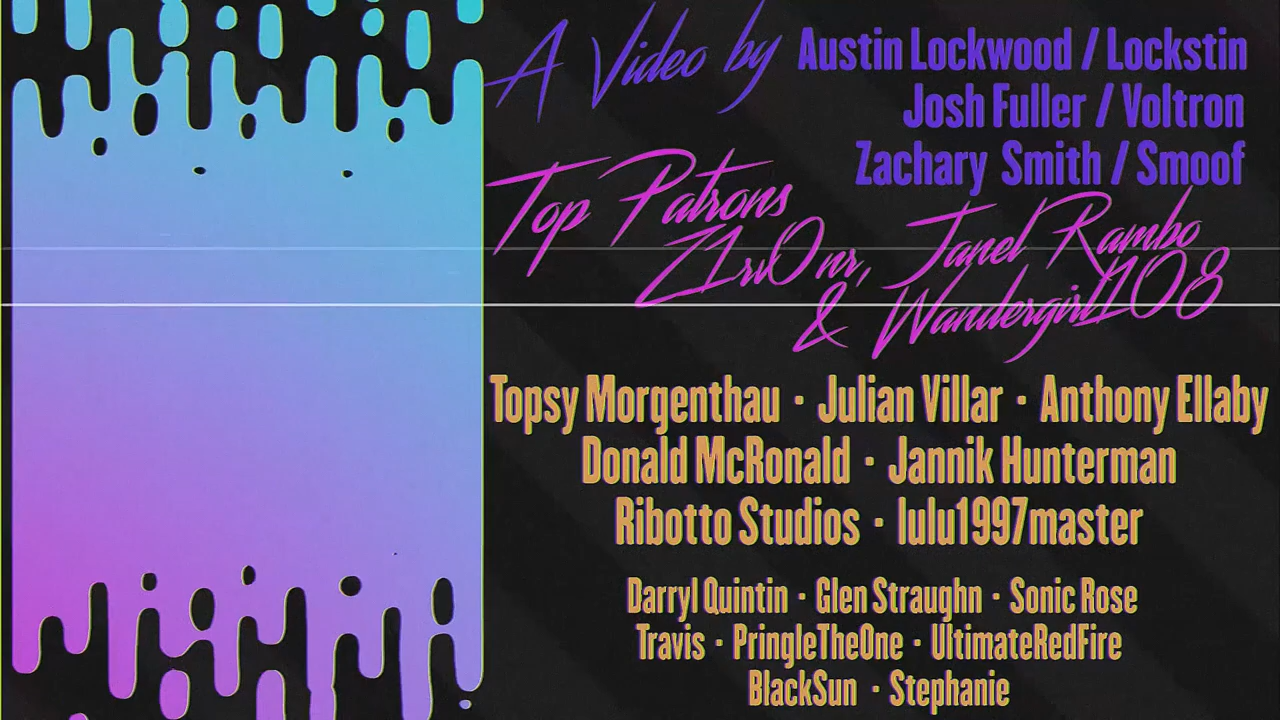 A Video by Austin Lockwood / Lockstin
Josh Fuller / Voltron
Zachary Smith / Smoof
Top Patrons
Janel Rambo
& Wandergirl108
Topsy Morgenthau · Julian Villar · Anthony Ellaby
Donald McRonald · Jannik Hunterman
Ribotto Studios · lulu1997master
Darryl Quintin · Glen Straughn · Sonic Rose
Travis · PringleTheOne · UltimateRedFire
BlackSun · Stephanie